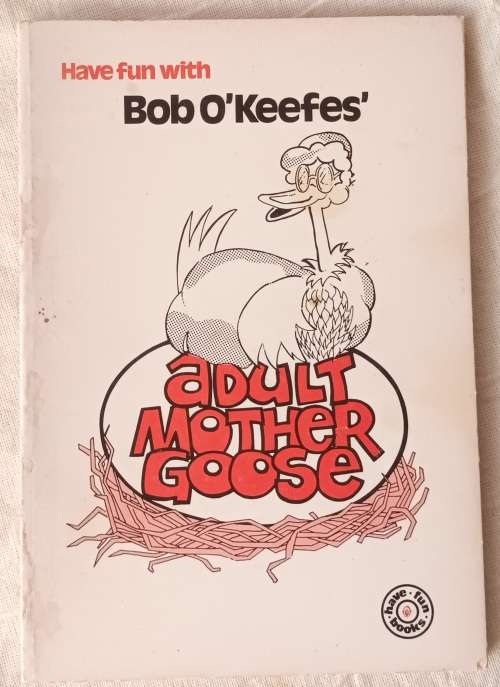 Have fun with
Bob O'Keefes'
aDULT
MOTHER
GOOSE
have · fun · books